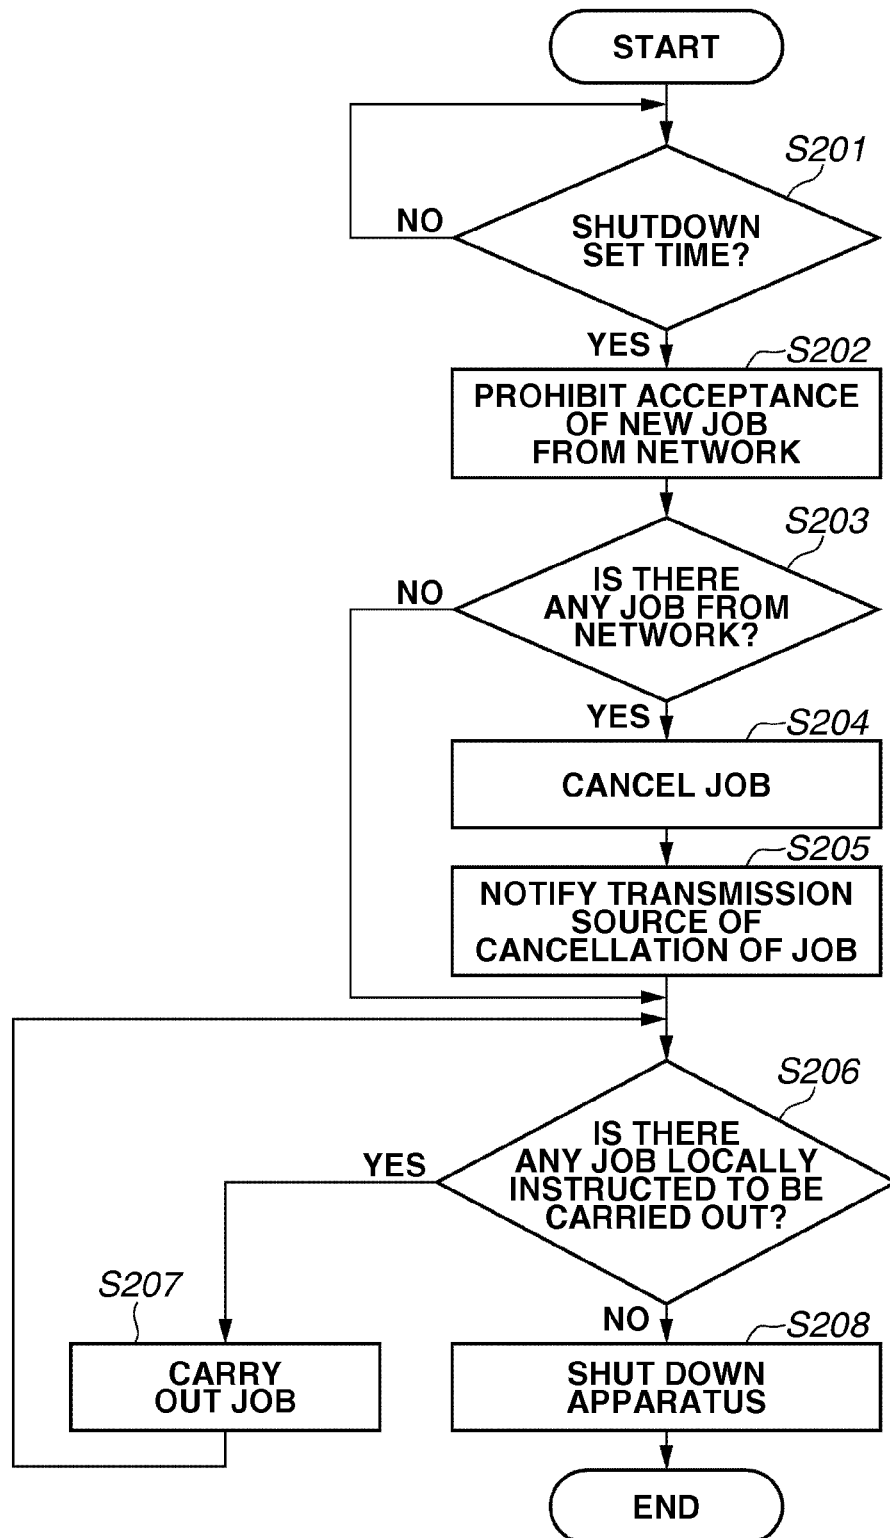 START
S201
NO
SHUTDOWN
SET TIME?
YES
S202
PROHIBIT ACCEPTANCE
OF NEW JOB
FROM NETWORK
S203
NO
IS THERE
ANY JOB FROM
NETWORK?
YES
S204
CANCEL JOB
S205
NOTIFY TRANSMISSION
SOURCE OF
CANCELLATION OF JOB
S206
YES
IS THERE
ANY JOB LOCALLY
INSTRUCTED TO BE
CARRIED OUT?
S207
NO
S208
CARRY
OUT JOB
SHUT DOWN
APPARATUS
END